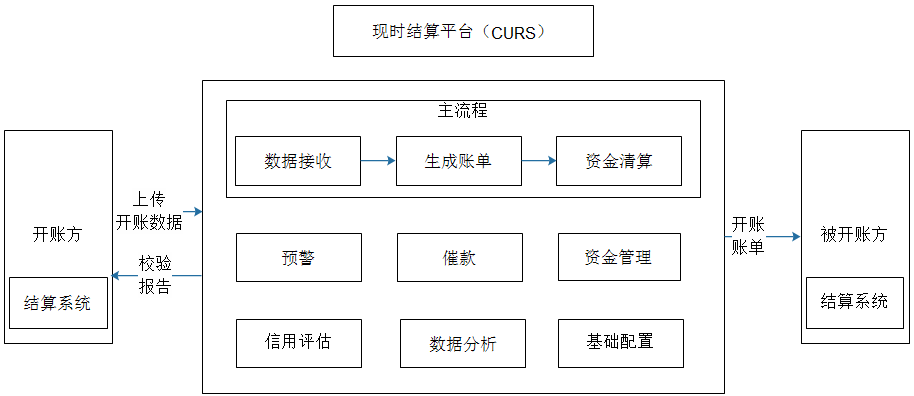 现时结算平台（CURS）
主流程
数据接收
生成账单
资金清算
开账方
结算系统
上传
开账数据
校验
报告
预警
催款
资金管理
信用评估
数据分析
基础配置
开账
账单
被开账方
结算系统